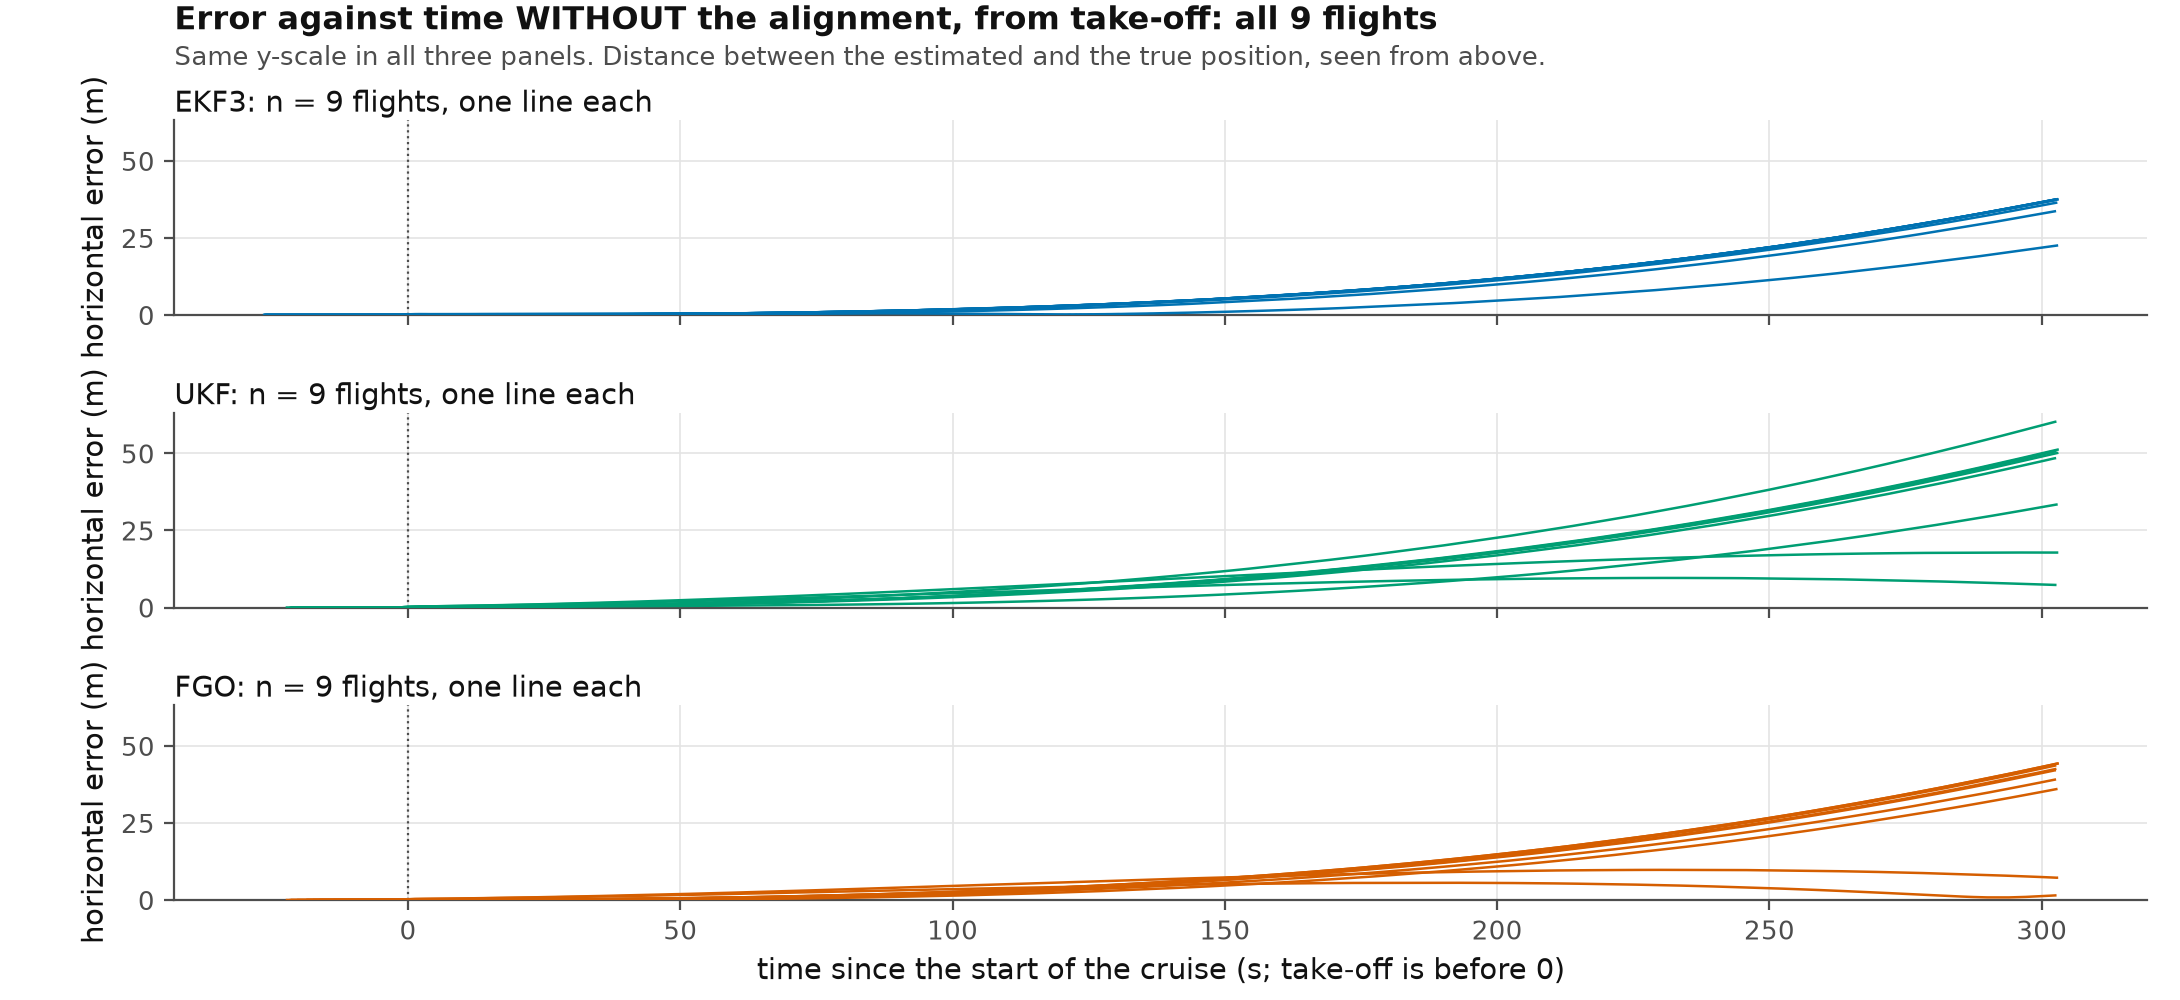 Error against time WITHOUT the alignment, from take-off: all 9 flights
Same y-scale in all three panels. Distance between the estimated and the true position, seen from above.
EKF3: n = 9 flights, one line each
horizontal error (m)
50
25
0
UKF: n = 9 flights, one line each
horizontal error (m)
50
25
0
FGO: n = 9 flights, one line each
horizontal error (m)
50
25
0
0 50 100 150 200 250 300
time since the start of the cruise (s; take-off is before 0)